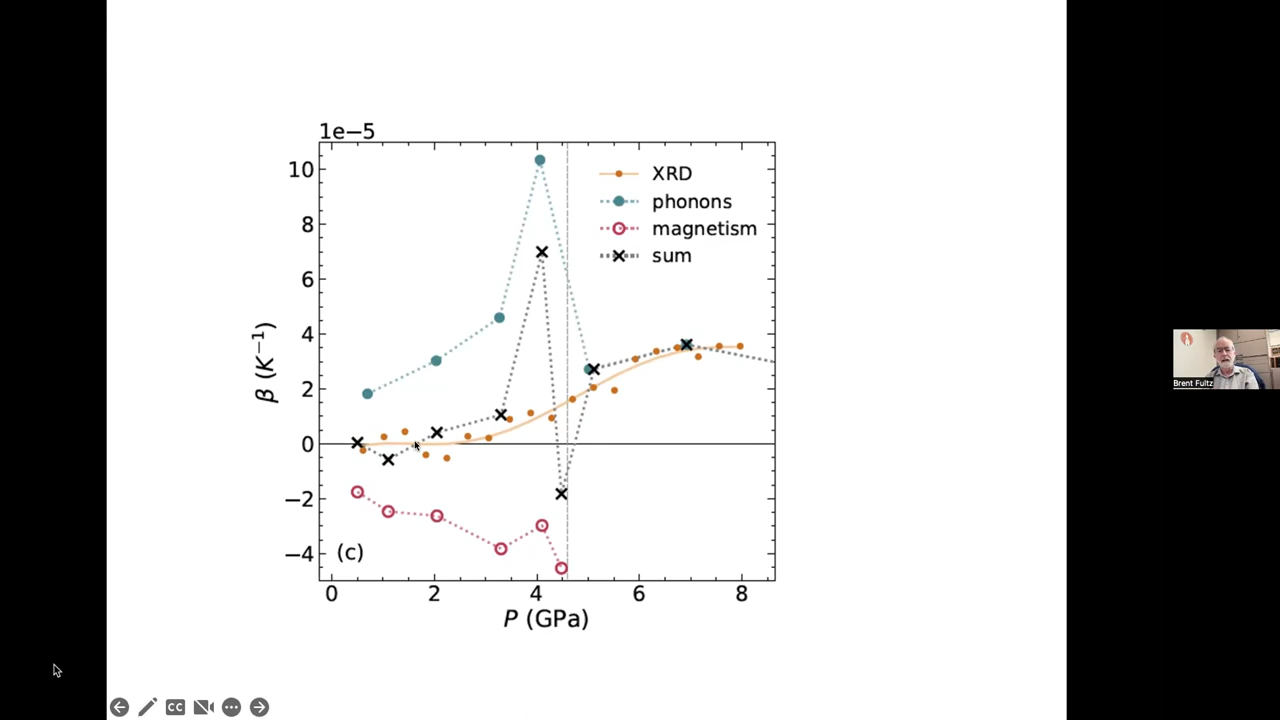 1e−5
10
8
6
4
2
0
−2
−4
β (K⁻¹)
XRD
phonons
magnetism
sum
(c)
0 2 4 6 8
P (GPa)
Brent Fultz
CC